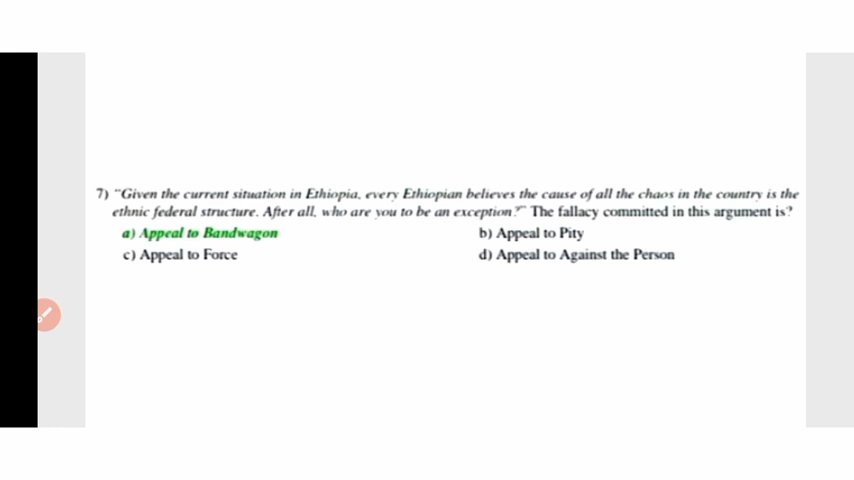 7) "Given the current situation in Ethiopia, every Ethiopian believes the cause of all the chaos in the country is the
ethnic federal structure. After all, who are you to be an exception?" The fallacy committed in this argument is?
a) Appeal to Bandwagon b) Appeal to Pity
c) Appeal to Force d) Appeal to Against the Person